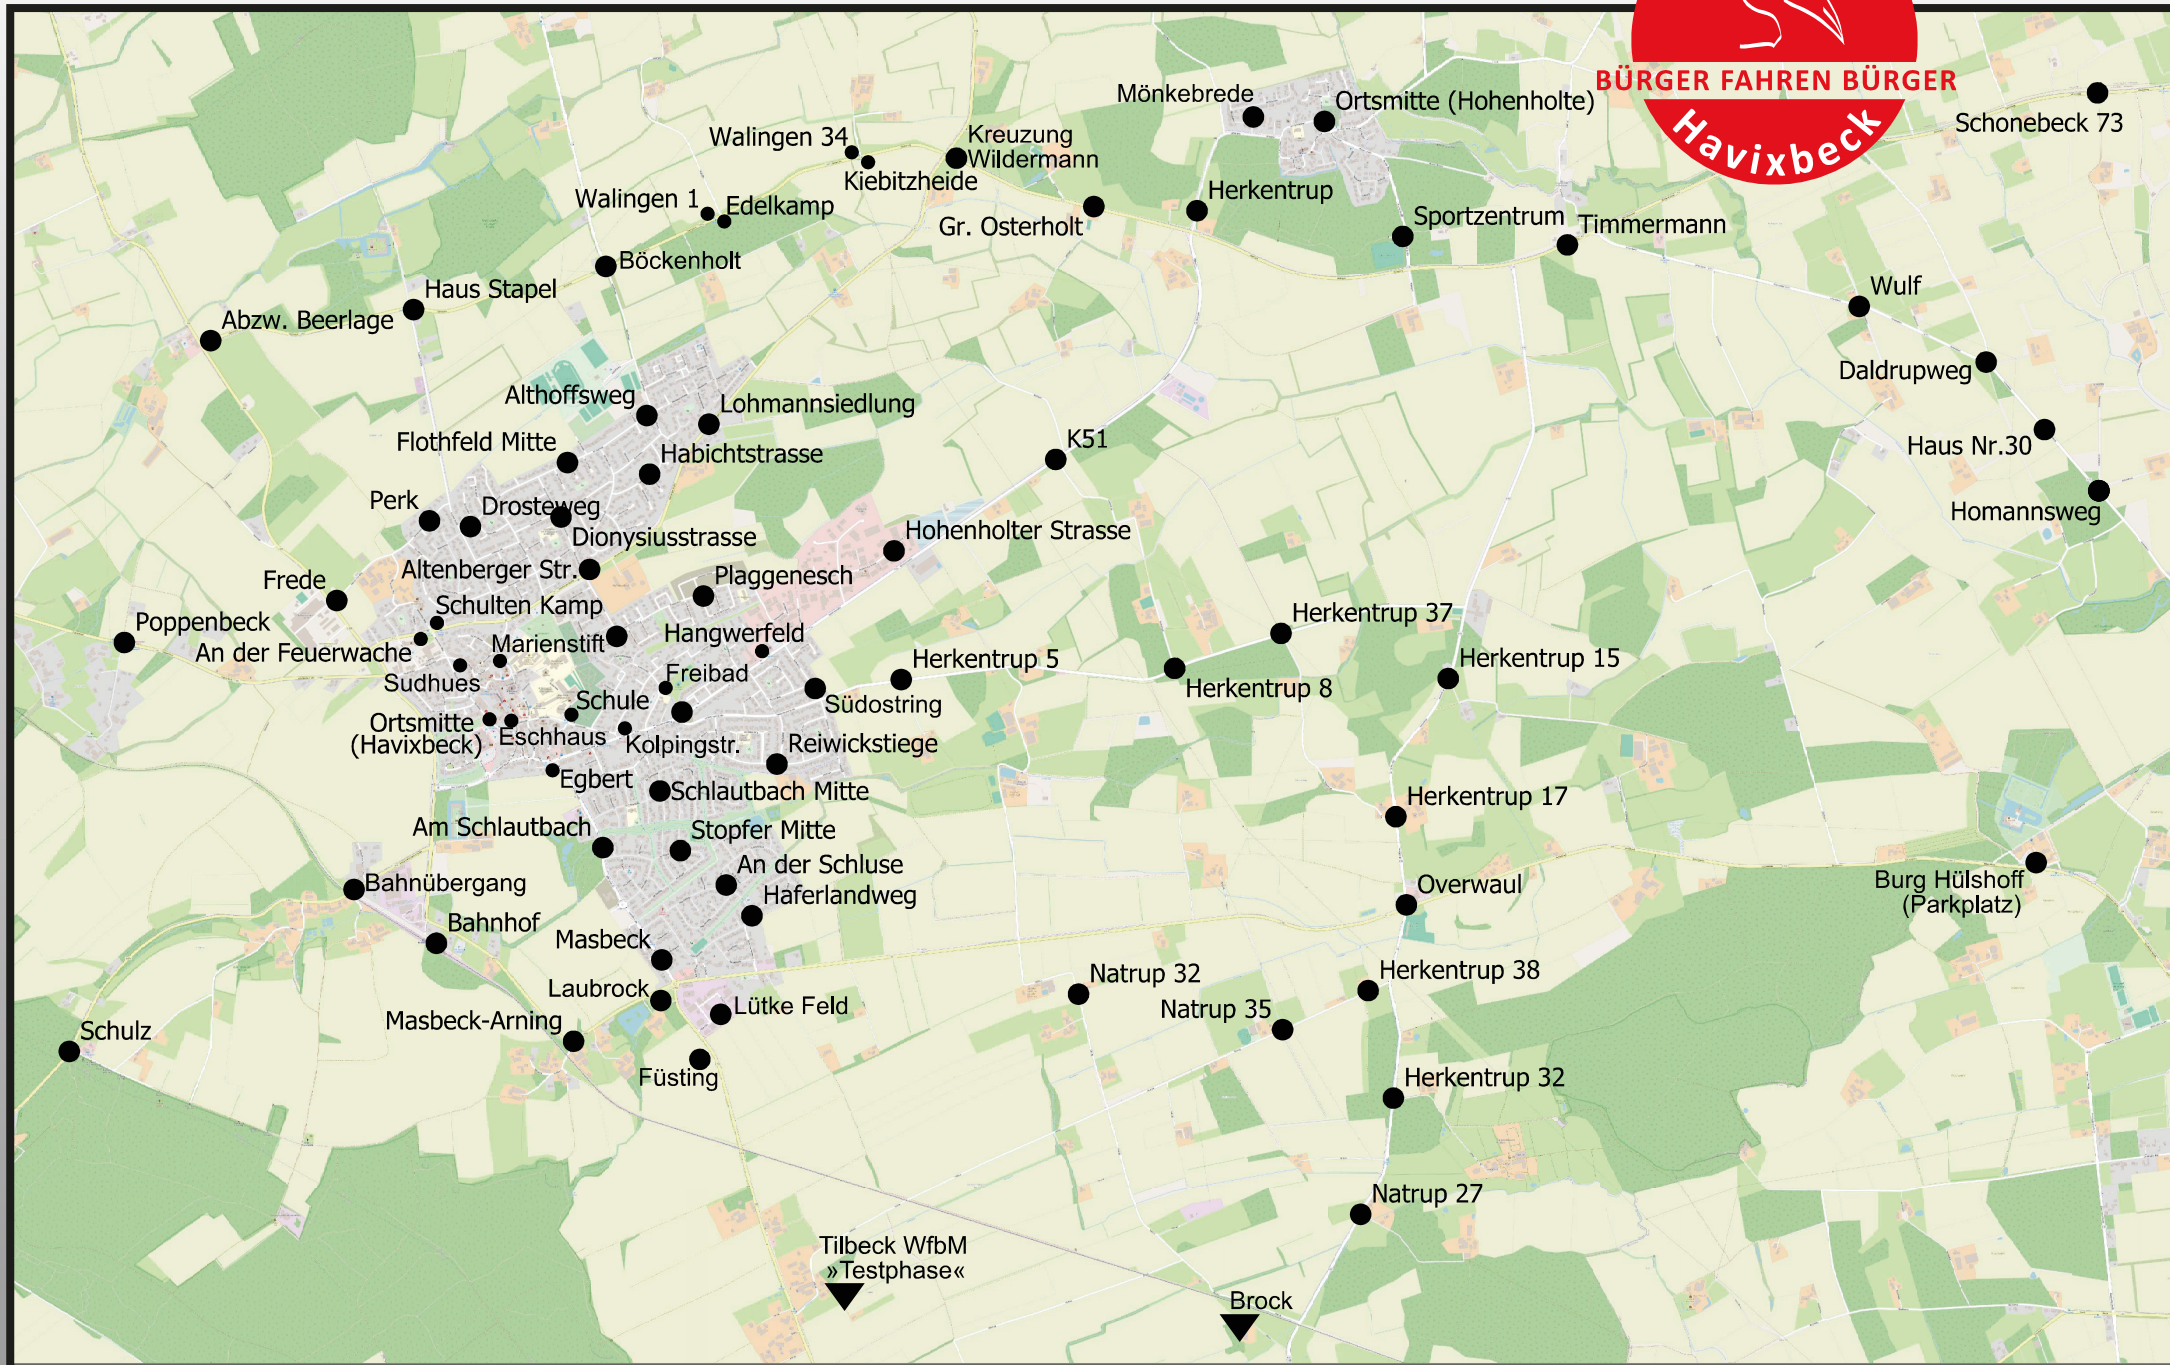 BÜRGER FAHREN BÜRGER
Havixbeck
Mönkebrede
Ortsmitte (Hohenholte)
Schonebeck 73
Walingen 34
Kreuzung
Wildermann
Kiebitzheide
Walingen 1
Edelkamp
Herkentrup
Gr. Osterholt
Sportzentrum
Timmermann
Böckenholt
Haus Stapel
Wulf
Abzw. Beerlage
Daldrupweg
Althoffsweg
Lohmannsiedlung
Flothfeld Mitte
K51
Haus Nr.30
Habichtstrasse
Perk
Drosteweg
Homannsweg
Dionysiusstrasse
Hohenholter Strasse
Altenberger Str.
Frede
Plaggenesch
Schulten Kamp
Poppenbeck
Herkentrup 37
An der Feuerwache
Marienstift
Hangwerfeld
Herkentrup 5
Herkentrup 15
Sudhues
Freibad
Herkentrup 8
Schule
Südostring
Ortsmitte
(Havixbeck)
Eschhaus
Kolpingstr.
Reiwickstiege
Egbert
Schlautbach Mitte
Herkentrup 17
Am Schlautbach
Stopfer Mitte
An der Schluse
Bahnübergang
Haferlandweg
Overwaul
Burg Hülshoff
(Parkplatz)
Bahnhof
Masbeck
Natrup 32
Herkentrup 38
Laubrock
Lütke Feld
Natrup 35
Masbeck-Arning
Schulz
Füsting
Herkentrup 32
Natrup 27
Tilbeck WfbM
»Testphase«
Brock